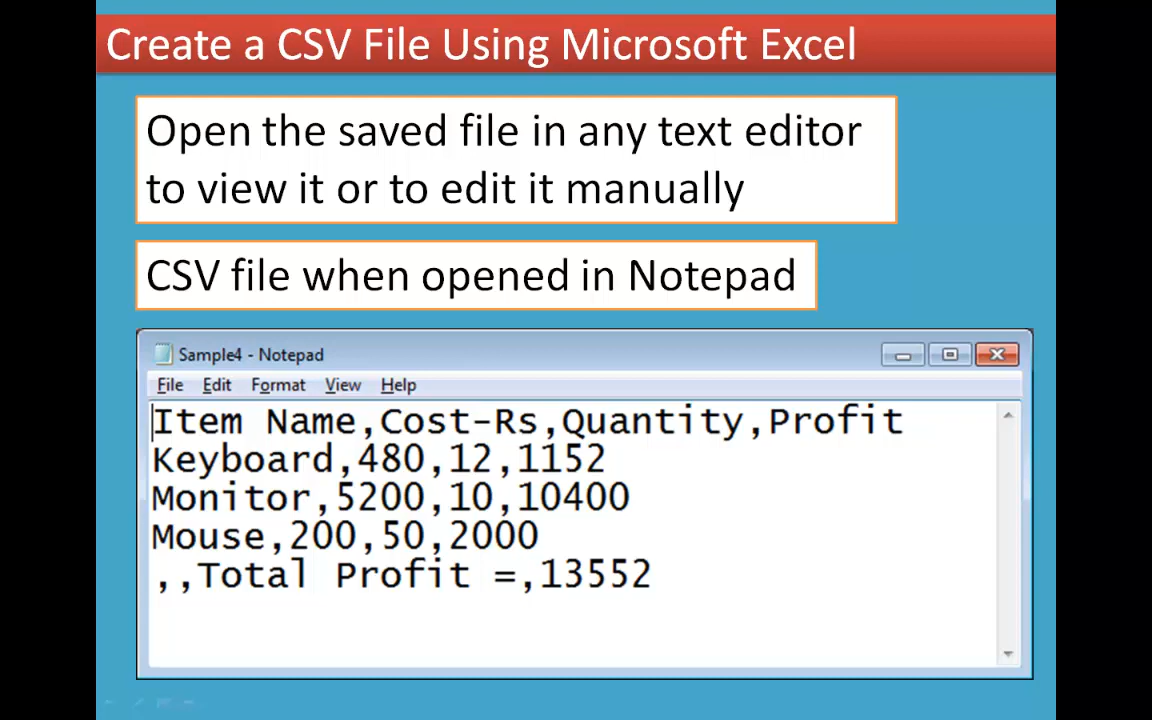 Create a CSV File Using Microsoft Excel
Open the saved file in any text editor
to view it or to edit it manually
CSV file when opened in Notepad
Sample4 - Notepad
File Edit Format View Help
Item Name,Cost-Rs,Quantity,Profit
Keyboard,480,12,1152
Monitor,5200,10,10400
Mouse,200,50,2000
,,Total Profit =,13552